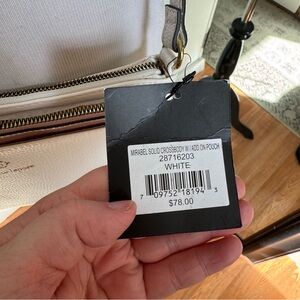 MIRABEL SOLID CROSSBODY W / ADD ON POUCH
28716203
WHITE
7 09752 18194 3
$78.00